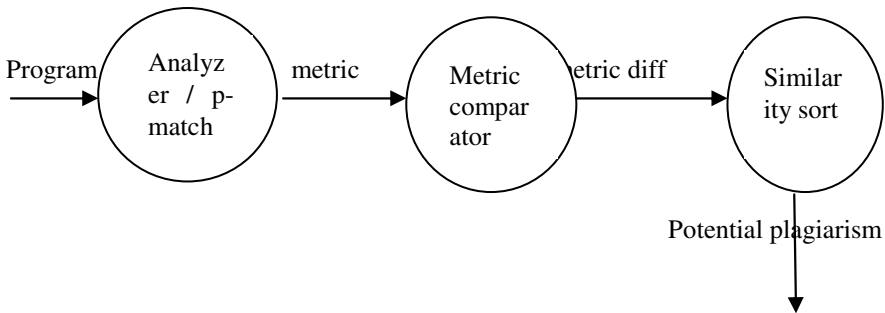 Program
Analyz
er / p-
match
metric
Metric
compar
ator
etric diff
Similar
ity sort
Potential plagiarism